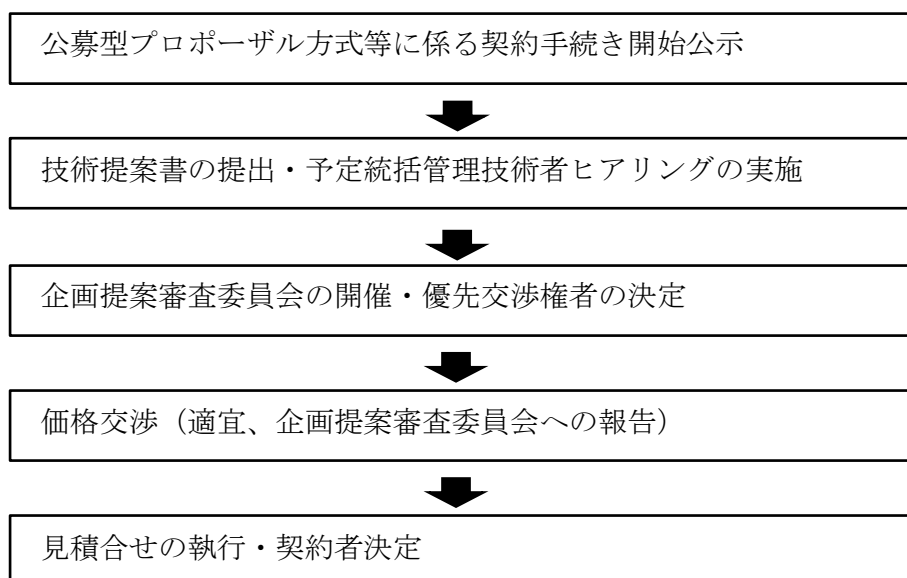 公募型プロポーザル方式等に係る契約手続き開始公示
技術提案書の提出・予定統括管理技術者ヒアリングの実施
企画提案審査委員会の開催・優先交渉権者の決定
価格交渉（適宜、企画提案審査委員会への報告）
見積合せの執行・契約者決定